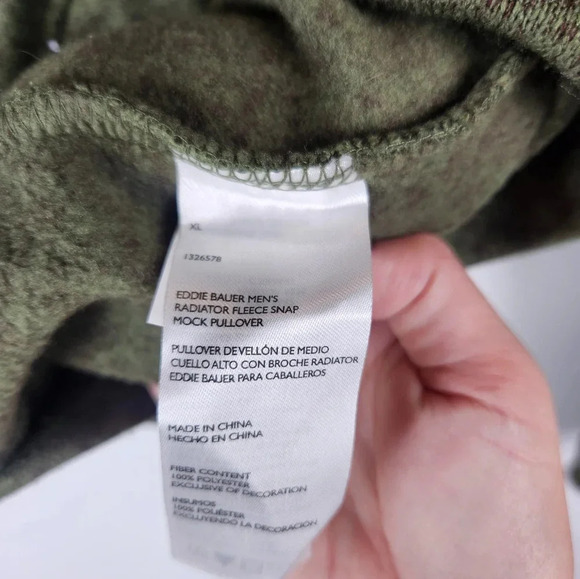 XL
1326578
EDDIE BAUER MEN'S
RADIATOR FLEECE SNAP
MOCK PULLOVER
PULLOVER DE VELLÓN DE MEDIO
CUELLO ALTO CON BROCHE RADIATOR
EDDIE BAUER PARA CABALLEROS
MADE IN CHINA
HECHO EN CHINA
FIBER CONTENT
100% POLYESTER
EXCLUSIVE OF DECORATION
INSUMOS
100% POLIÉSTER
EXCLUYENDO LA DECORACIÓN